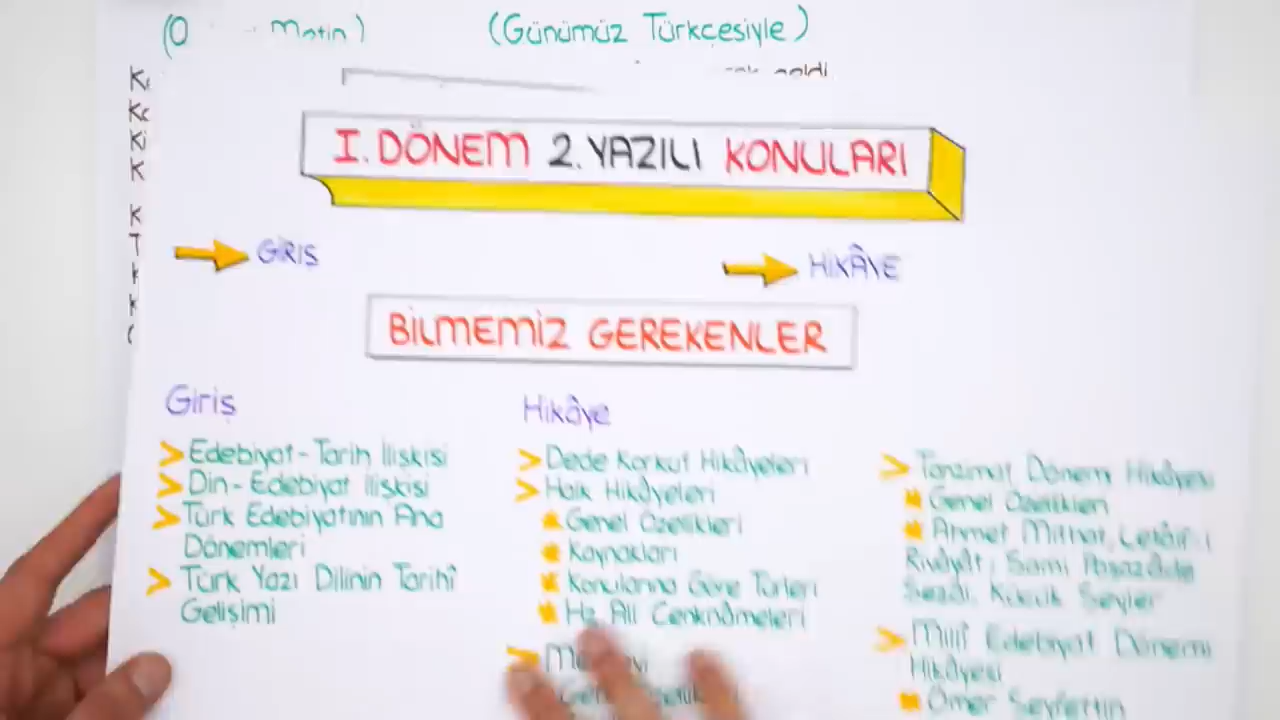 (Günümüz Türkçesiyle)
I. DÖNEM 2. YAZILI KONULARI
GİRİŞ
HİKÂYE
BİLMEMİZ GEREKENLER
Giriş
> Edebiyat-Tarih İlişkisi
> Din-Edebiyat İlişkisi
> Türk Edebiyatının Ana
Dönemleri
> Türk Yazı Dilinin Tarihî
Gelişimi
Hikâye
> Dede Korkut Hikâyeleri
> Halk Hikâyeleri
Genel Özellikleri
Kaynakları
Konularına Göre Türleri
Hz. Ali Cenknâmeleri
> Tanzimat Dönemi Hikâyesi
Genel Özellikleri
Ahmet Mithat, Letâif-i
Rivâyât, Sami Paşazâde
Sezâi, Küçük Şeyler
> Millî Edebiyat Dönemi
Hikâyesi
Ömer Seyfettin